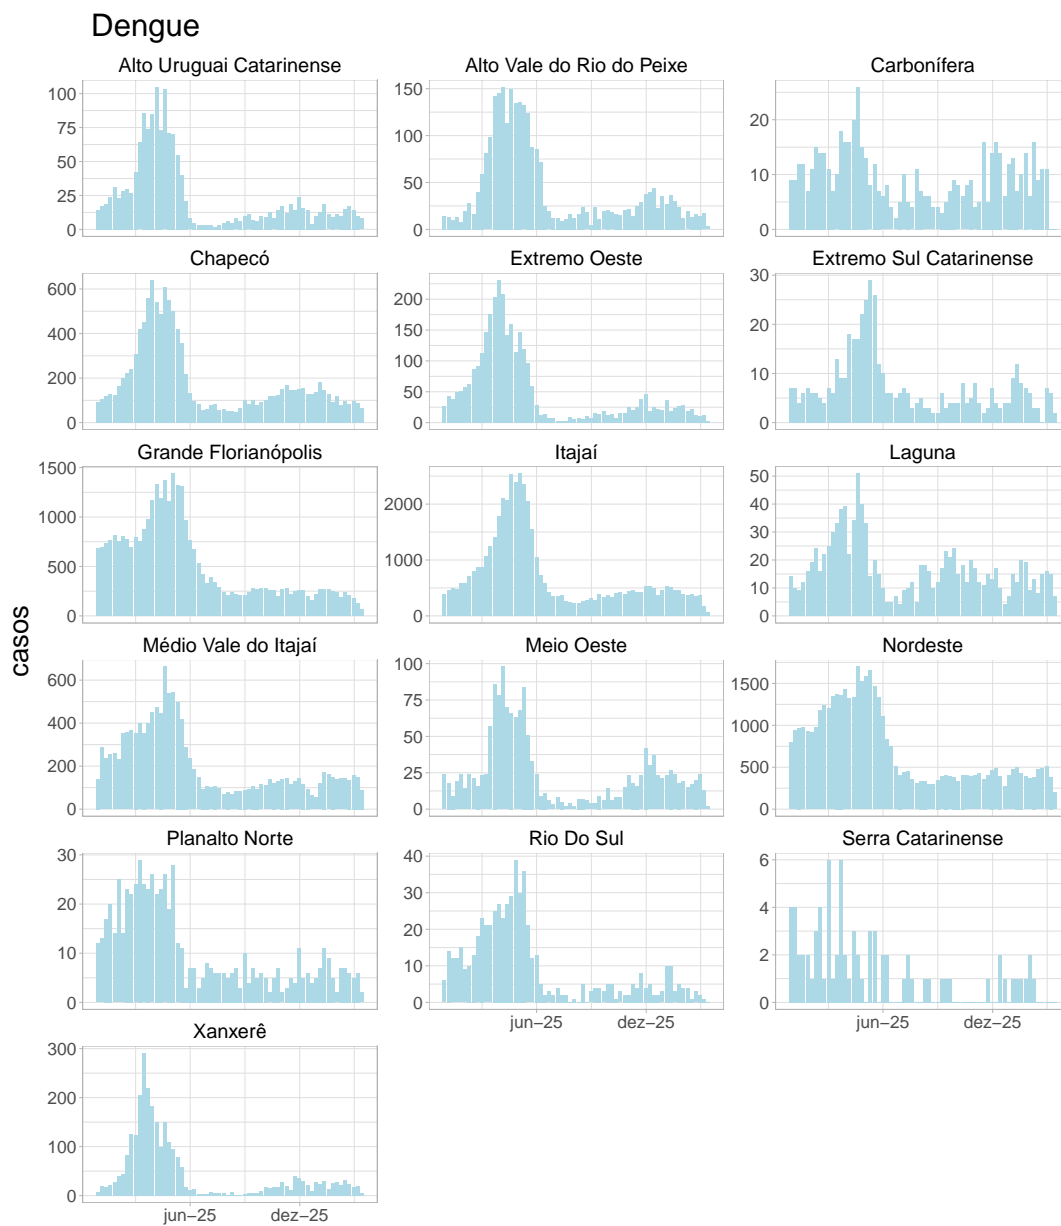 Dengue
Alto Uruguai Catarinense
Alto Vale do Rio do Peixe
Carbonífera
100
75
50
25
0
150
100
50
0
20
10
0
Chapecó
Extremo Oeste
Extremo Sul Catarinense
600
400
200
0
200
150
100
50
0
30
20
10
0
Grande Florianópolis
Itajaí
Laguna
1500
1000
500
0
2000
1000
0
50
40
30
20
10
0
casos
Médio Vale do Itajaí
Meio Oeste
Nordeste
600
400
200
0
100
75
50
25
0
1500
1000
500
0
Planalto Norte
Rio Do Sul
Serra Catarinense
30
20
10
0
40
30
20
10
0
6
4
2
0
jun−25
dez−25
jun−25
dez−25
Xanxerê
300
200
100
0
jun−25
dez−25